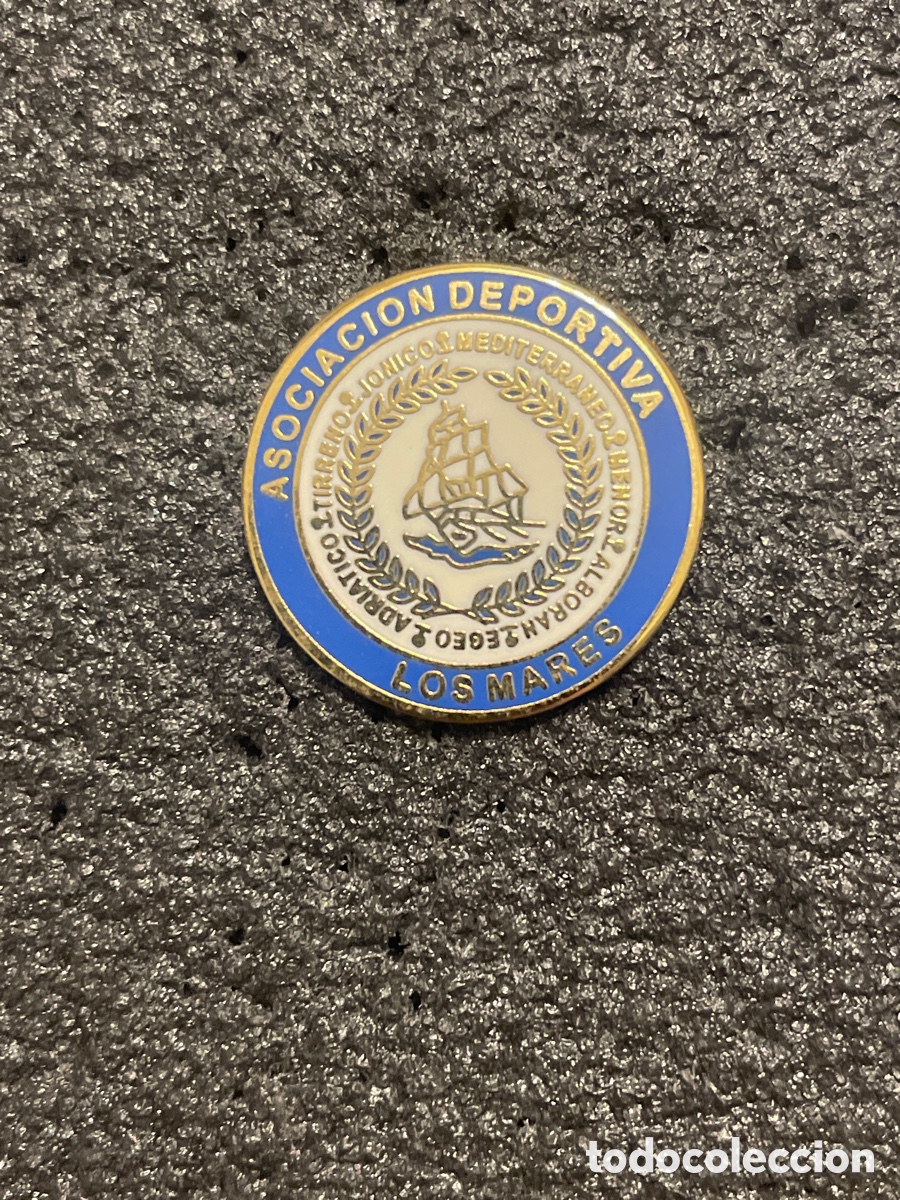 ASOCIACION DEPORTIVA
LOS MARES
TIRRENO JONICO MEDITERRANEO MENOR ALBORAN EGEO ADRIATICO
todocoleccion